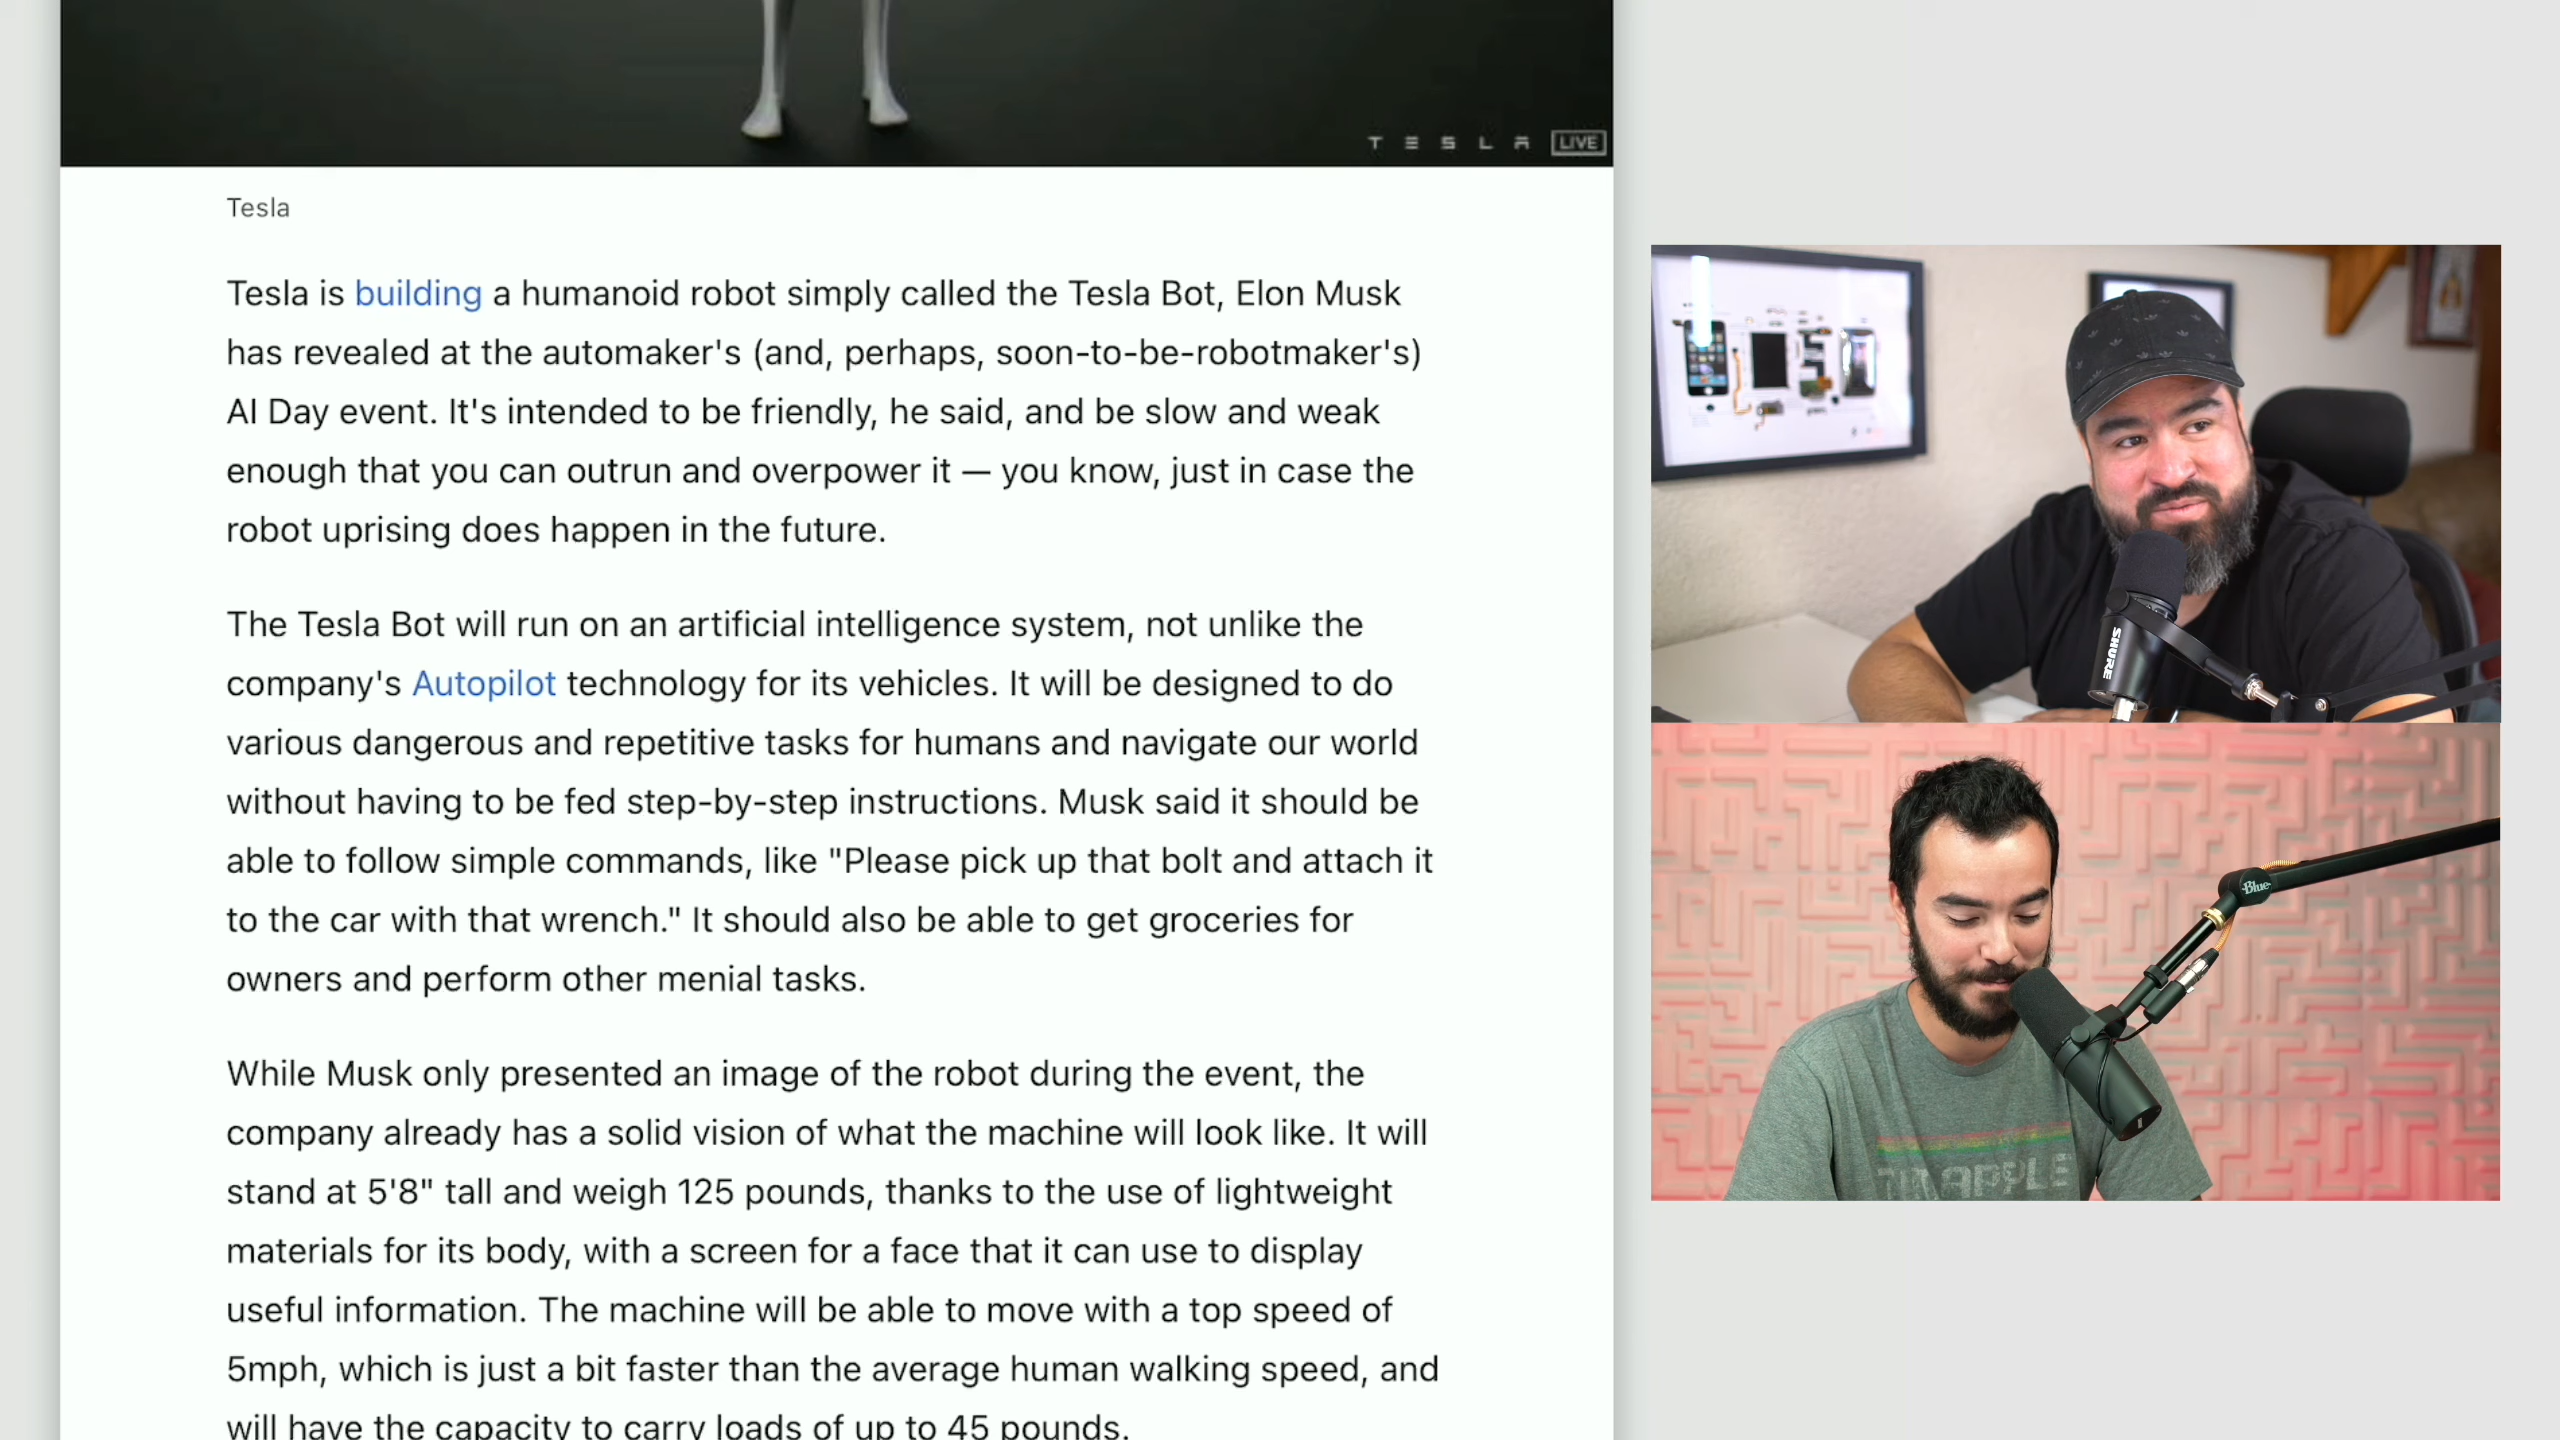 TESLA LIVE
Tesla
Tesla is building a humanoid robot simply called the Tesla Bot, Elon Musk
has revealed at the automaker's (and, perhaps, soon-to-be-robotmaker's)
AI Day event. It's intended to be friendly, he said, and be slow and weak
enough that you can outrun and overpower it — you know, just in case the
robot uprising does happen in the future.
The Tesla Bot will run on an artificial intelligence system, not unlike the
company's Autopilot technology for its vehicles. It will be designed to do
various dangerous and repetitive tasks for humans and navigate our world
without having to be fed step-by-step instructions. Musk said it should be
able to follow simple commands, like "Please pick up that bolt and attach it
to the car with that wrench." It should also be able to get groceries for
owners and perform other menial tasks.
While Musk only presented an image of the robot during the event, the
company already has a solid vision of what the machine will look like. It will
stand at 5'8" tall and weigh 125 pounds, thanks to the use of lightweight
materials for its body, with a screen for a face that it can use to display
useful information. The machine will be able to move with a top speed of
5mph, which is just a bit faster than the average human walking speed, and
will have the capacity to carry loads of up to 45 pounds.
SHURE
Blue